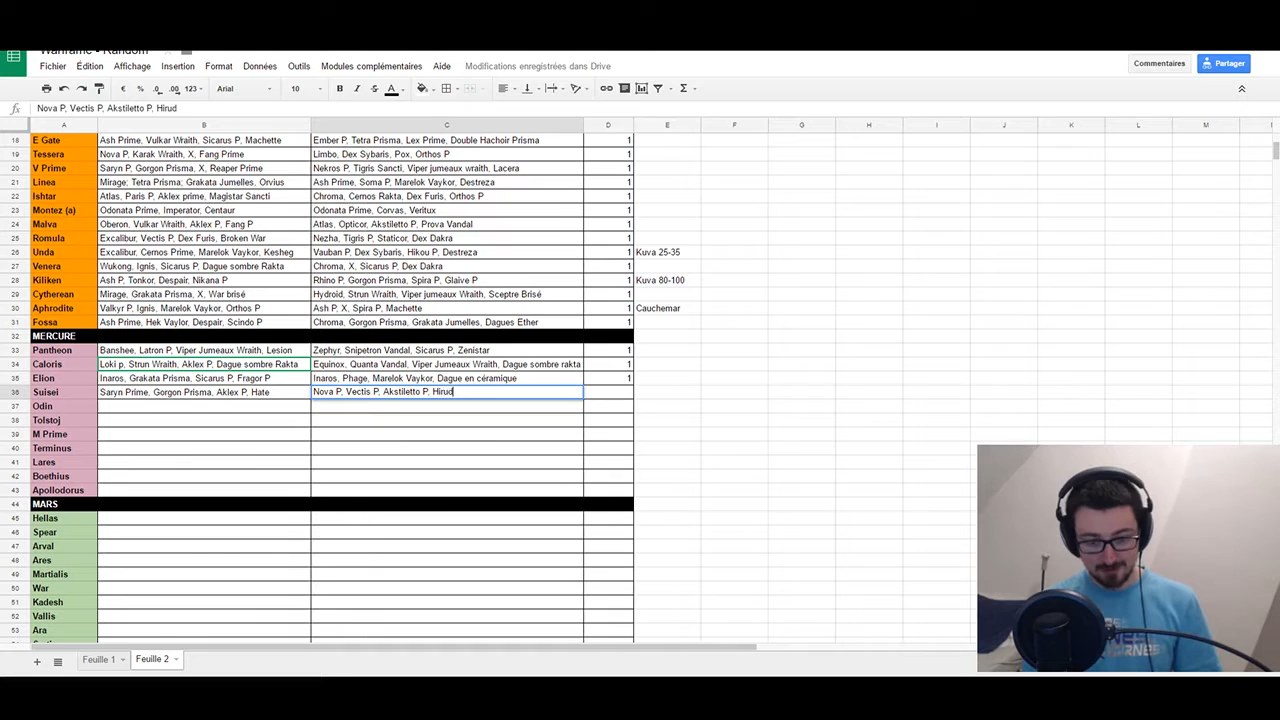 Warframe - Random
Fichier Édition Affichage Insertion Format Données Outils Modules complémentaires Aide Modifications enregistrées dans Drive
Commentaires Partager
€ % .0 .00 123 Arial 10 B I S A
fx Nova P, Vectis P, Akstiletto P, Hirud
A B C D E F G H I J K L M
18 E Gate Ash Prime, Vulkar Wraith, Sicarus P, Machette Ember P, Tetra Prisma, Lex Prime, Double Hachoir Prisma 1
19 Tessera Nova P, Karak Wraith, X, Fang Prime Limbo, Dex Sybaris, Pox, Orthos P 1
20 V Prime Saryn P, Gorgon Prisma, X, Reaper Prime Nekros P, Tigris Sancti, Viper jumeaux wraith, Lacera 1
21 Linea Mirage; Tetra Prisma; Grakata Jumelles, Orvius Ash Prime, Soma P, Marelok Vaykor, Destreza 1
22 Ishtar Atlas, Paris P, Aklex prime, Magistar Sancti Chroma, Cernos Rakta, Dex Furis, Orthos P 1
23 Montez (a) Odonata Prime, Imperator, Centaur Odonata Prime, Corvas, Veritux 1
24 Malva Oberon, Vulkar Wraith, Aklex P, Fang P Atlas, Opticor, Akstiletto P, Prova Vandal 1
25 Romula Excalibur, Vectis P, Dex Furis, Broken War Nezha, Tigris P, Staticor, Dex Dakra 1
26 Unda Excalibur, Cernos Prime, Marelok Vaykor, Kesheg Vauban P, Dex Sybaris, Hikou P, Destreza 1 Kuva 25-35
27 Venera Wukong, Ignis, Sicarus P, Dague sombre Rakta Chroma, X, Sicarus P, Dex Dakra 1
28 Kiliken Ash P, Tonkor, Despair, Nikana P Rhino P, Gorgon Prisma, Spira P, Glaive P 1 Kuva 80-100
29 Cytherean Mirage, Grakata Prisma, X, War brisé Hydroid, Strun Wraith, Viper jumeaux Wraith, Sceptre Brisé 1
30 Aphrodite Valkyr P, Ignis, Marelok Vaykor, Orthos P Ash P, X, Spira P, Machette 1 Cauchemar
31 Fossa Ash Prime, Hek Vaylor, Despair, Scindo P Chroma, Gorgon Prisma, Grakata Jumelles, Dagues Ether 1
32 MERCURE
33 Pantheon Banshee, Latron P, Viper Jumeaux Wraith, Lesion Zephyr, Snipetron Vandal, Sicarus P, Zenistar 1
34 Caloris Loki p, Strun Wraith, Aklex P, Dague sombre Rakta Equinox, Quanta Vandal, Viper Jumeaux Wraith, Dague sombre rakta 1
35 Elion Inaros, Grakata Prisma, Sicarus P, Fragor P Inaros, Phage, Marelok Vaykor, Dague en céramique 1
36 Suisei Saryn Prime, Gorgon Prisma, Aklex P, Hate Nova P, Vectis P, Akstiletto P, Hirud
37 Odin
38 Tolstoj
39 M Prime
40 Terminus
41 Lares
42 Boethius
43 Apollodorus
44 MARS
45 Hellas
46 Spear
47 Arval
48 Ares
49 Martialis
50 War
51 Kadesh
52 Vallis
53 Ara
Feuille 1 Feuille 2